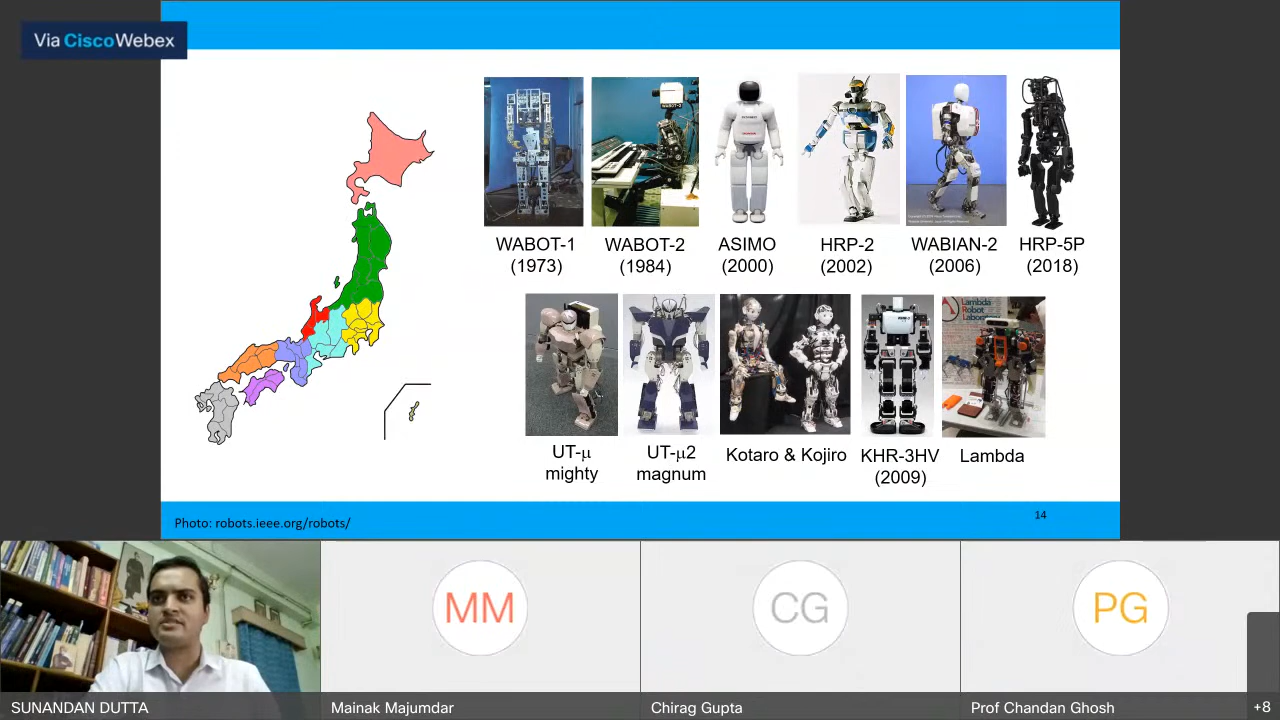 Via Cisco Webex
WABOT-1
(1973)
WABOT-2
(1984)
ASIMO
(2000)
HRP-2
(2002)
WABIAN-2
(2006)
HRP-5P
(2018)
UT-μ
mighty
UT-μ2
magnum
Kotaro & Kojiro
KHR-3HV
(2009)
Lambda
Photo: robots.ieee.org/robots/
14
MM
CG
PG
SUNANDAN DUTTA
Mainak Majumdar
Chirag Gupta
Prof Chandan Ghosh
+8